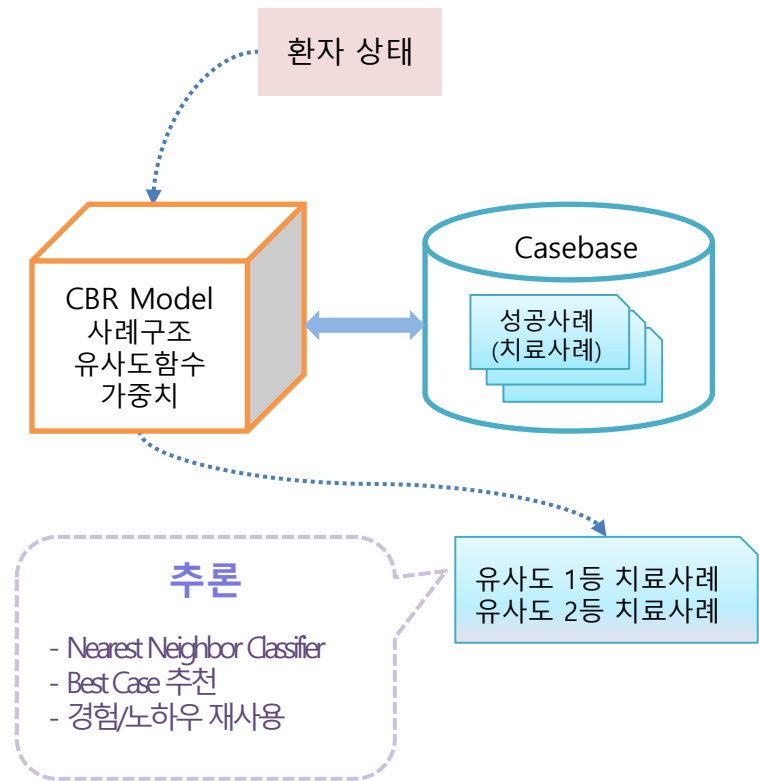 환자 상태
CBR Model
사례구조
유사도함수
가중치
Casebase
성공사례
(치료사례)
유사도 1등 치료사례
유사도 2등 치료사례
추론
- Nearest Neighbor Classifier
- Best Case 추천
- 경험/노하우 재사용